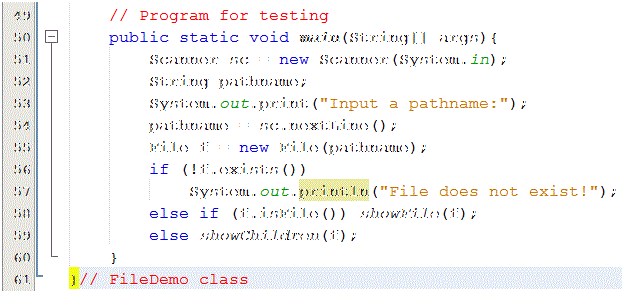 49 // Program for testing
50 public static void main(String[] args){
51 Scanner sc = new Scanner(System.in);
52 String pathname;
53 System.out.print("Input a pathname:");
54 pathname = sc.nextLine();
55 File f = new File(pathname);
56 if (!f.exists())
57 System.out.println("File does not exist!");
58 else if (f.isFile()) showFile(f);
59 else showChildren(f);
60 }
61 }// FileDemo class